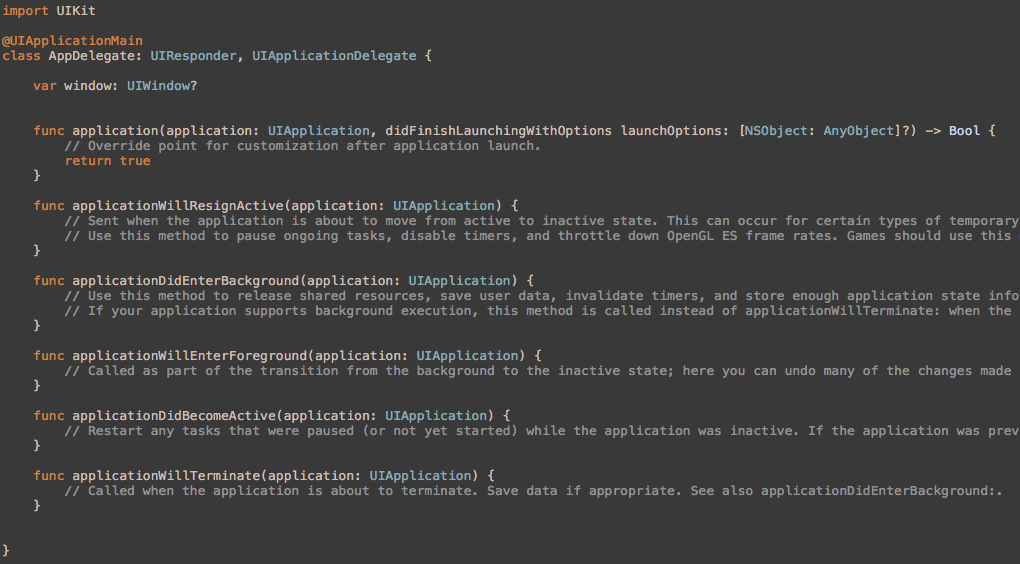 import UIKit
@UIApplicationMain
class AppDelegate: UIResponder, UIApplicationDelegate {
var window: UIWindow?
func application(application: UIApplication, didFinishLaunchingWithOptions launchOptions: [NSObject: AnyObject]?) -> Bool {
// Override point for customization after application launch.
return true
}
func applicationWillResignActive(application: UIApplication) {
// Sent when the application is about to move from active to inactive state. This can occur for certain types of temporary
// Use this method to pause ongoing tasks, disable timers, and throttle down OpenGL ES frame rates. Games should use this
}
func applicationDidEnterBackground(application: UIApplication) {
// Use this method to release shared resources, save user data, invalidate timers, and store enough application state info
// If your application supports background execution, this method is called instead of applicationWillTerminate: when the
}
func applicationWillEnterForeground(application: UIApplication) {
// Called as part of the transition from the background to the inactive state; here you can undo many of the changes made
}
func applicationDidBecomeActive(application: UIApplication) {
// Restart any tasks that were paused (or not yet started) while the application was inactive. If the application was prev
}
func applicationWillTerminate(application: UIApplication) {
// Called when the application is about to terminate. Save data if appropriate. See also applicationDidEnterBackground:.
}
}